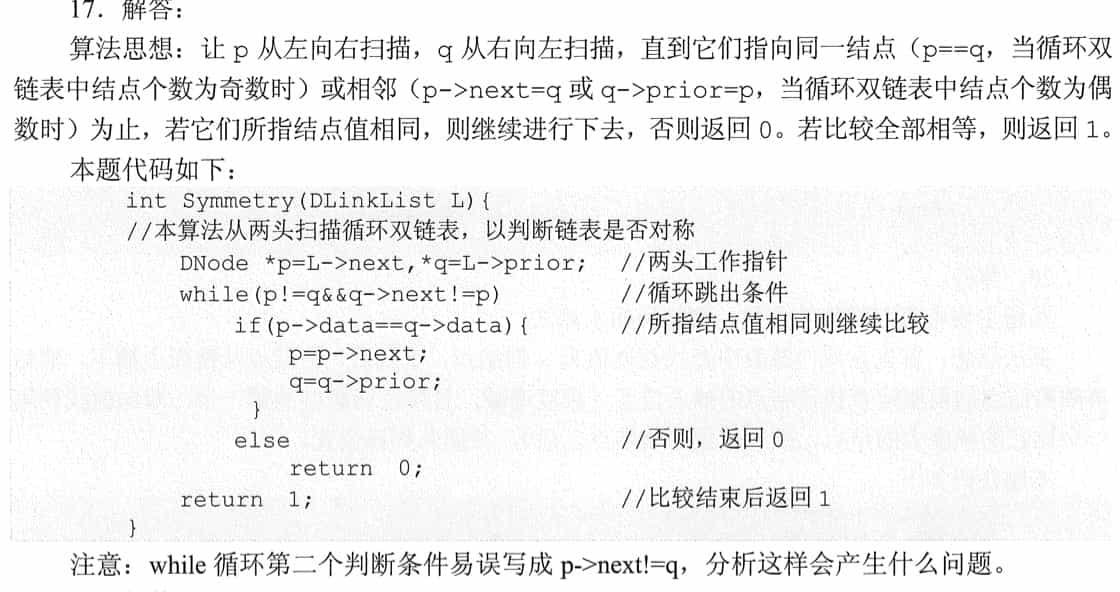 17．解答：
算法思想：让 p 从左向右扫描，q 从右向左扫描，直到它们指向同一结点（p==q，当循环双
链表中结点个数为奇数时）或相邻（p->next=q 或 q->prior=p，当循环双链表中结点个数为偶
数时）为止，若它们所指结点值相同，则继续进行下去，否则返回 0。若比较全部相等，则返回 1。
本题代码如下：
int Symmetry(DLinkList L){
//本算法从两头扫描循环双链表，以判断链表是否对称
DNode *p=L->next,*q=L->prior; //两头工作指针
while(p!=q&&q->next!=p) //循环跳出条件
if(p->data==q->data){ //所指结点值相同则继续比较
p=p->next;
q=q->prior;
}
else //否则，返回 0
return 0;
return 1; //比较结束后返回 1
}
注意：while 循环第二个判断条件易误写成 p->next!=q，分析这样会产生什么问题。